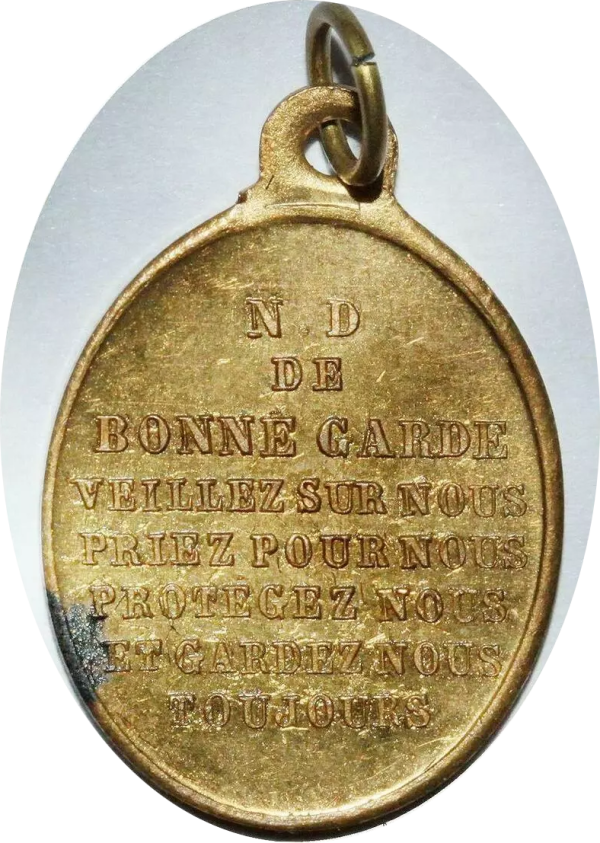 N . D
DE
BONNE GARDE
VEILLEZ SUR NOUS
PRIEZ POUR NOUS
PROTEGEZ NOUS
ET GARDEZ NOUS
TOUJOURS